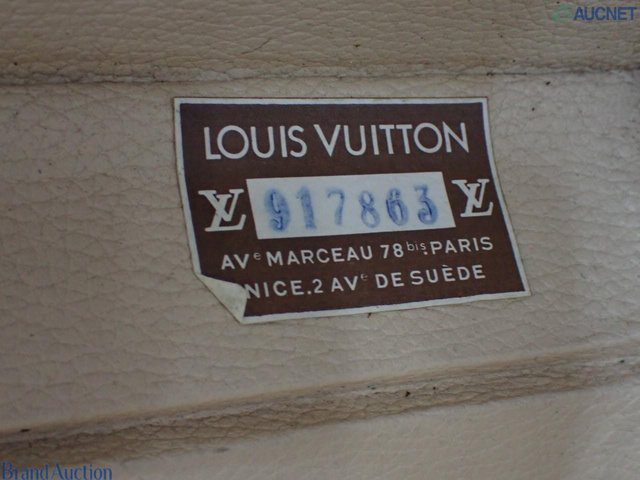 AUCNET
LOUIS VUITTON
LV 917863 LV
AVe MARCEAU 78bis.PARIS
NICE.2 AVe DE SUÈDE
Brand Auction